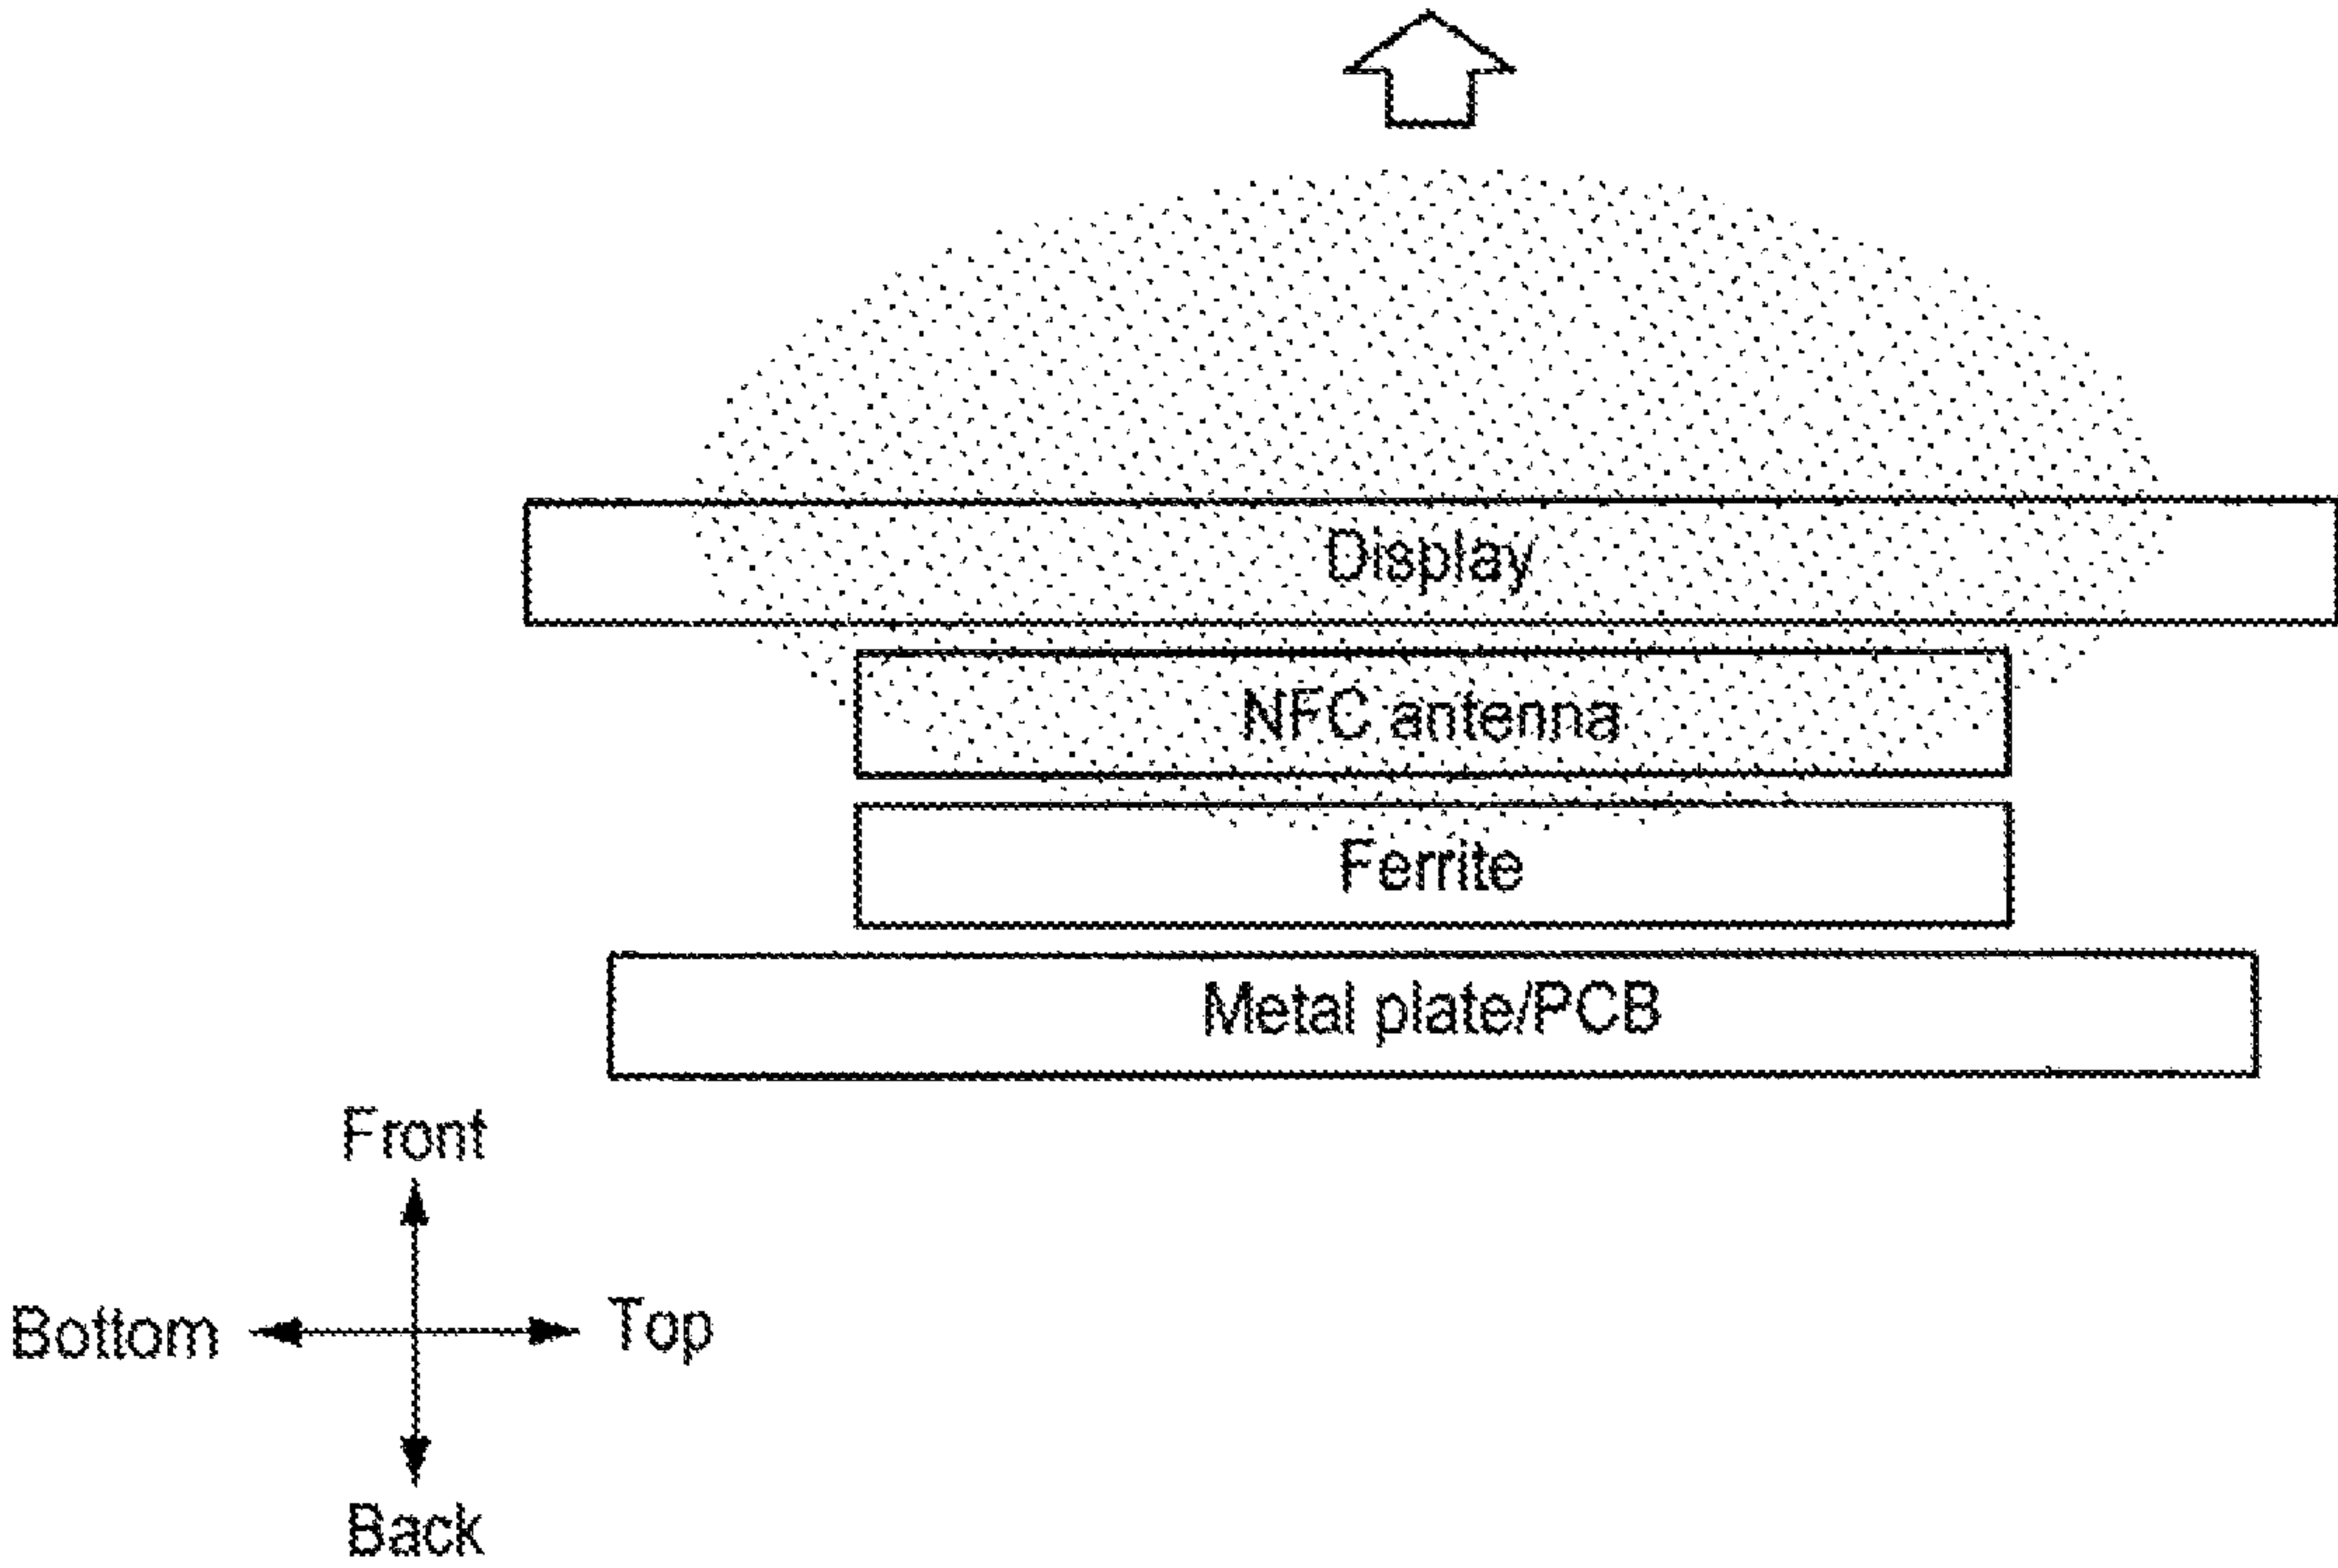 Display
NFC antenna
Ferrite
Metal plate/PCB
Front
Bottom
Top
Back